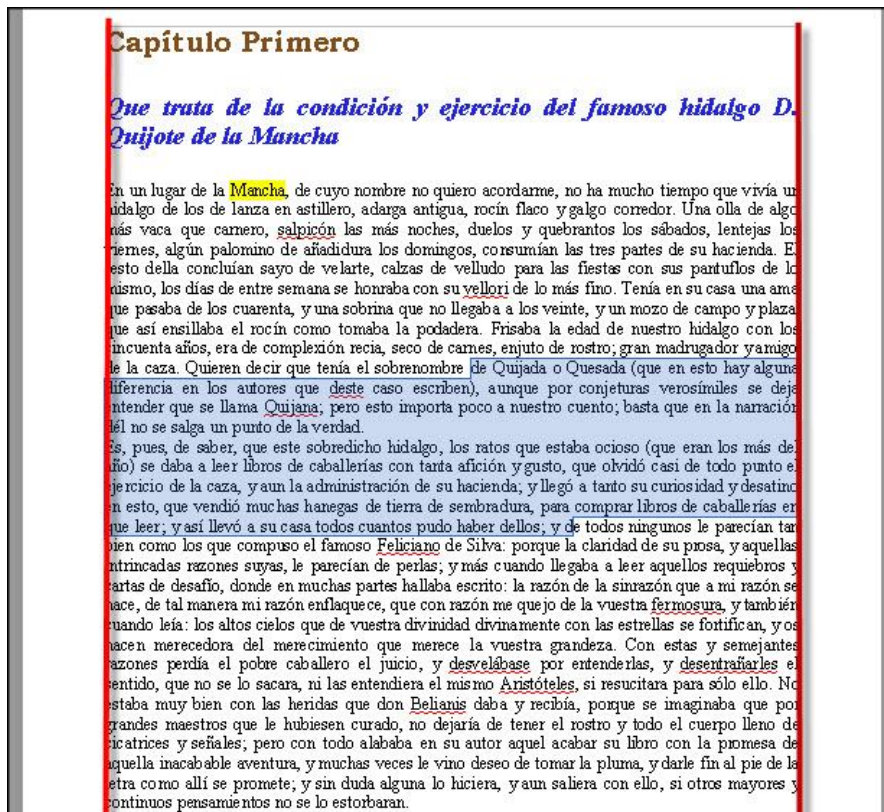 Capítulo Primero
Que trata de la condición y ejercicio del famoso hidalgo D.
Quijote de la Mancha
En un lugar de la Mancha, de cuyo nombre no quiero acordarme, no ha mucho tiempo que vivía un
hidalgo de los de lanza en astillero, adarga antigua, rocín flaco y galgo corredor. Una olla de algo
más vaca que carnero, salpicón las más noches, duelos y quebrantos los sábados, lentejas los
viernes, algún palomino de añadidura los domingos, consumían las tres partes de su hacienda. El
resto della concluían sayo de velarte, calzas de velludo para las fiestas con sus pantuflos de lo
mismo, los días de entre semana se honraba con su vellori de lo más fino. Tenía en su casa una ama
que pasaba de los cuarenta, y una sobrina que no llegaba a los veinte, y un mozo de campo y plaza,
que así ensillaba el rocín como tomaba la podadera. Frisaba la edad de nuestro hidalgo con los
cincuenta años, era de complexión recia, seco de carnes, enjuto de rostro; gran madrugador y amigo
de la caza. Quieren decir que tenía el sobrenombre de Quijada o Quesada (que en esto hay alguna
diferencia en los autores que deste caso escriben), aunque por conjeturas verosímiles se deja
entender que se llama Quijana; pero esto importa poco a nuestro cuento; basta que en la narración
dél no se salga un punto de la verdad.
Es, pues, de saber, que este sobredicho hidalgo, los ratos que estaba ocioso (que eran los más del
año) se daba a leer libros de caballerías con tanta afición y gusto, que olvidó casi de todo punto el
ejercicio de la caza, y aun la administración de su hacienda; y llegó a tanto su curiosidad y desatino
en esto, que vendió muchas hanegas de tierra de sembradura, para comprar libros de caballerías en
que leer; y así llevó a su casa todos cuantos pudo haber dellos; y de todos ningunos le parecían tan
bien como los que compuso el famoso Feliciano de Silva: porque la claridad de su prosa, y aquellas
intrincadas razones suyas, le parecían de perlas; y más cuando llegaba a leer aquellos requiebros y
cartas de desafío, donde en muchas partes hallaba escrito: la razón de la sinrazón que a mi razón se
hace, de tal manera mi razón enflaquece, que con razón me quejo de la vuestra fermosura, y también
cuando leía: los altos cielos que de vuestra divinidad divinamente con las estrellas se fortifican, y os
hacen merecedora del merecimiento que merece la vuestra grandeza. Con estas y semejantes
razones perdía el pobre caballero el juicio, y desvelábase por entenderlas, y desentrañarles el
sentido, que no se lo sacara, ni las entendiera el mismo Aristóteles, si resucitara para sólo ello. No
estaba muy bien con las heridas que don Belianis daba y recibía, porque se imaginaba que por
grandes maestros que le hubiesen curado, no dejaría de tener el rostro y todo el cuerpo lleno de
cicatrices y señales; pero con todo alababa en su autor aquel acabar su libro con la promesa de
aquella inacabable aventura, y muchas veces le vino deseo de tomar la pluma, y darle fin al pie de la
letra como allí se promete; y sin duda alguna lo hiciera, y aun saliera con ello, si otros mayores y
continuos pensamientos no se lo estorbaran.